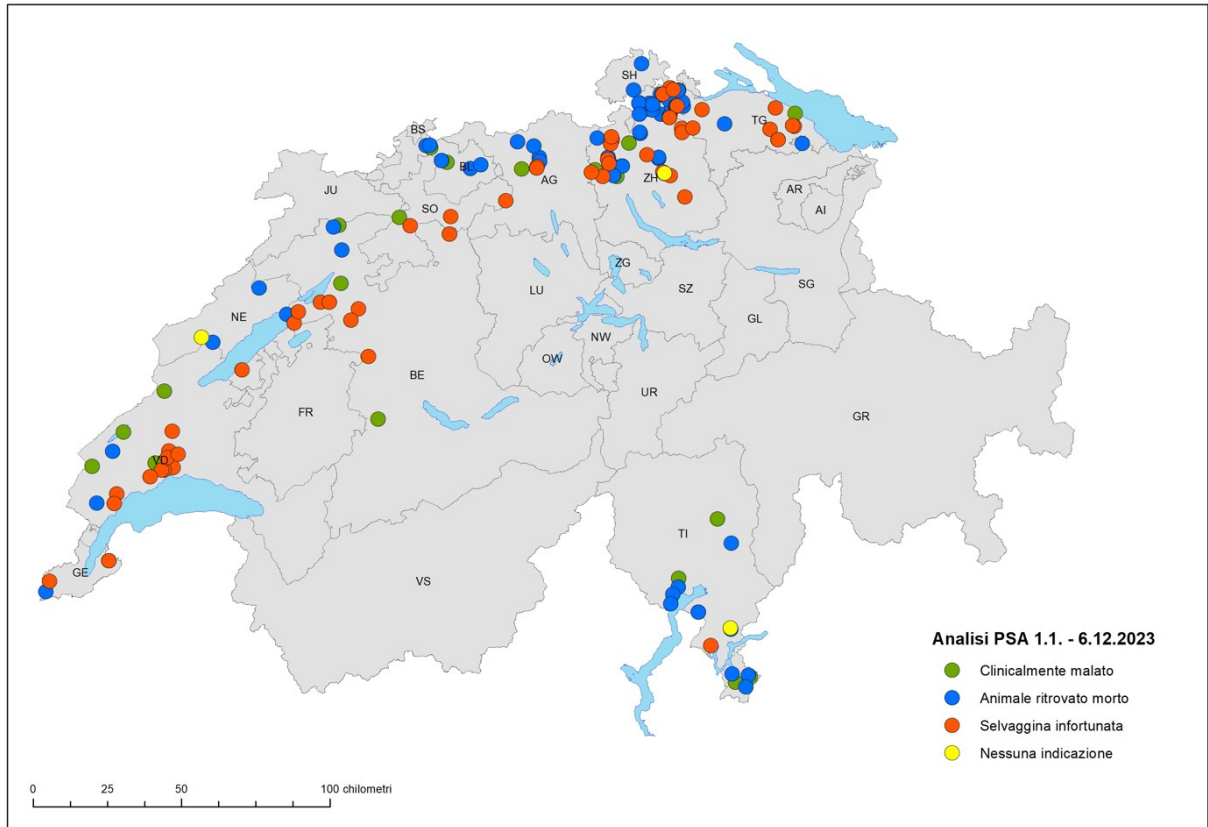 SH
BS
TG
BL
AG
ZH
JU
AR
SO
AI
ZG
LU
SZ
SG
NE
GL
NW
OW
BE
UR
FR
GR
VD
TI
GE
VS
Analisi PSA 1.1. - 6.12.2023
Clinicalmente malato
Animale ritrovato morto
Selvaggina infortunata
Nessuna indicazione
0 25 50 100 chilometri